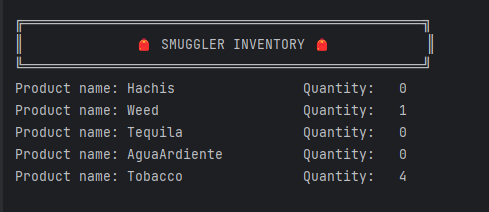 🎒 SMUGGLER INVENTORY 🎒
Product name: Hachis Quantity: 0
Product name: Weed Quantity: 1
Product name: Tequila Quantity: 0
Product name: AguaArdiente Quantity: 0
Product name: Tobacco Quantity: 4